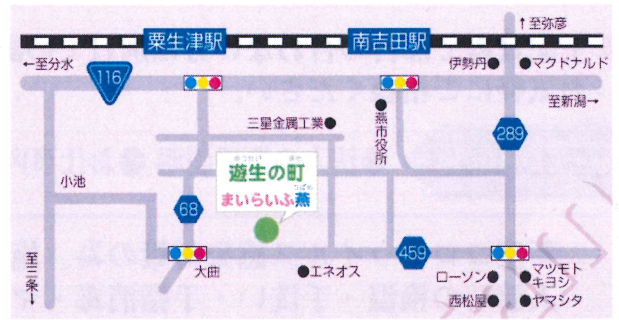 粟生津駅
南吉田駅
↑至弥彦
←至分水
伊勢丹
マクドナルド
116
至新潟→
三星金属工業
燕市役所
289
小池
ゆうせい まち
遊生の町
つばめ
まいらいふ燕
68
至三条→
大曲
エネオス
459
ローソン
マツモト
キヨシ
西松屋
ヤマシタ